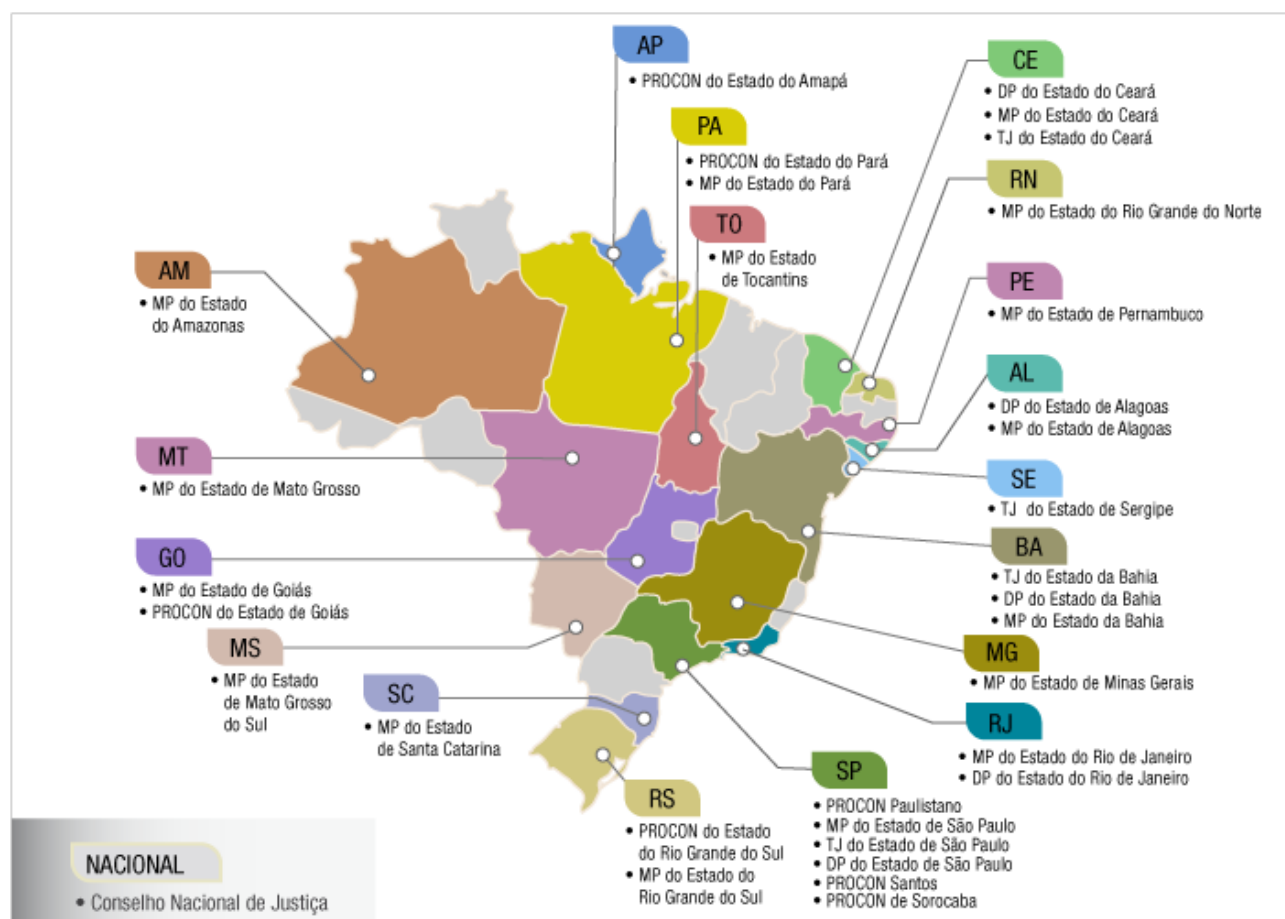 AP
• PROCON do Estado do Amapá
PA
• PROCON do Estado do Pará
• MP do Estado do Pará
TO
• MP do Estado
de Tocantins
AM
• MP do Estado
do Amazonas
MT
• MP do Estado de Mato Grosso
GO
• MP do Estado de Goiás
• PROCON do Estado de Goiás
MS
• MP do Estado
de Mato Grosso
do Sul
SC
• MP do Estado
de Santa Catarina
RS
• PROCON do Estado
do Rio Grande do Sul
• MP do Estado do
Rio Grande do Sul
CE
• DP do Estado do Ceará
• MP do Estado do Ceará
• TJ do Estado do Ceará
RN
• MP do Estado do Rio Grande do Norte
PE
• MP do Estado de Pernambuco
AL
• DP do Estado de Alagoas
• MP do Estado de Alagoas
SE
• TJ do Estado de Sergipe
BA
• TJ do Estado da Bahia
• DP do Estado da Bahia
• MP do Estado da Bahia
MG
• MP do Estado de Minas Gerais
RJ
• MP do Estado do Rio de Janeiro
• DP do Estado do Rio de Janeiro
SP
• PROCON Paulistano
• MP do Estado de São Paulo
• TJ do Estado de São Paulo
• DP do Estado de São Paulo
• PROCON Santos
• PROCON de Sorocaba
NACIONAL
• Conselho Nacional de Justiça